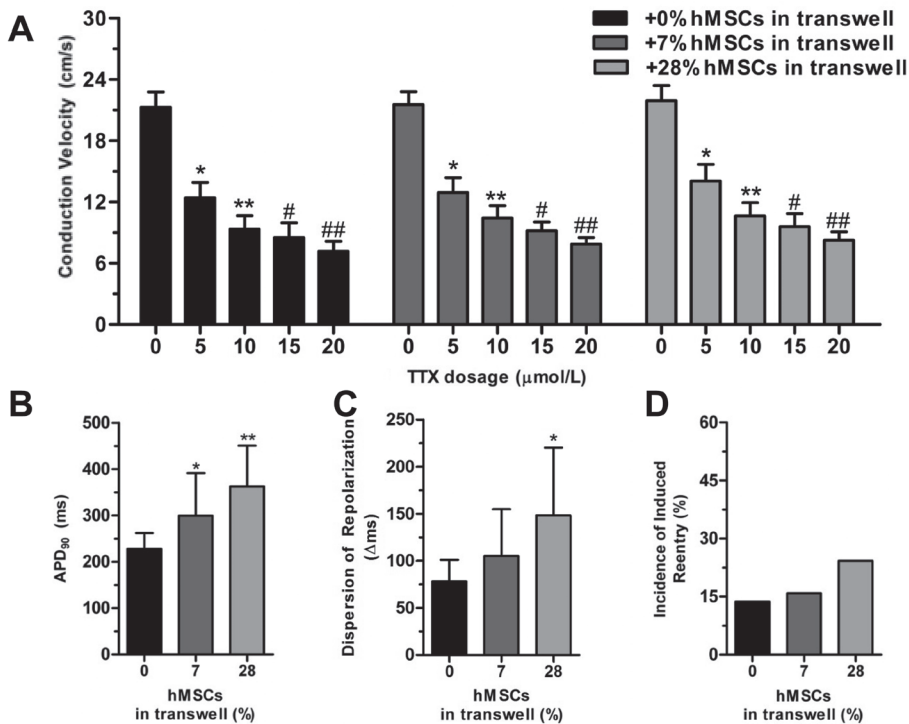 A
+0% hMSCs in transwell
+7% hMSCs in transwell
+28% hMSCs in transwell
Conduction Velocity (cm/s)
30
24
18
12
6
0
* ** # ##
* ** # ##
* ** # ##
0 5 10 15 20
0 5 10 15 20
0 5 10 15 20
TTX dosage (μmol/L)
B
APD90 (ms)
500
400
300
200
100
0
* **
0 7 28
hMSCs
in transwell (%)
C
Dispersion of Repolarization
(Δms)
250
200
150
100
50
0
*
0 7 28
hMSCs
in transwell (%)
D
Incidence of Induced
Reentry (%)
60
45
30
15
0
0 7 28
hMSCs
in transwell (%)